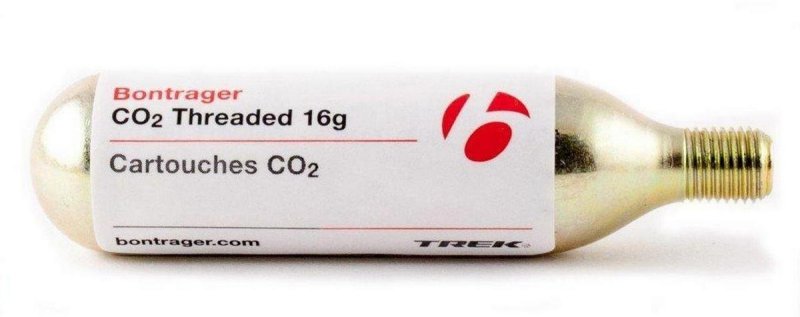 Bontrager
CO2 Threaded 16g
Cartouches CO2
bontrager.com
TREK®